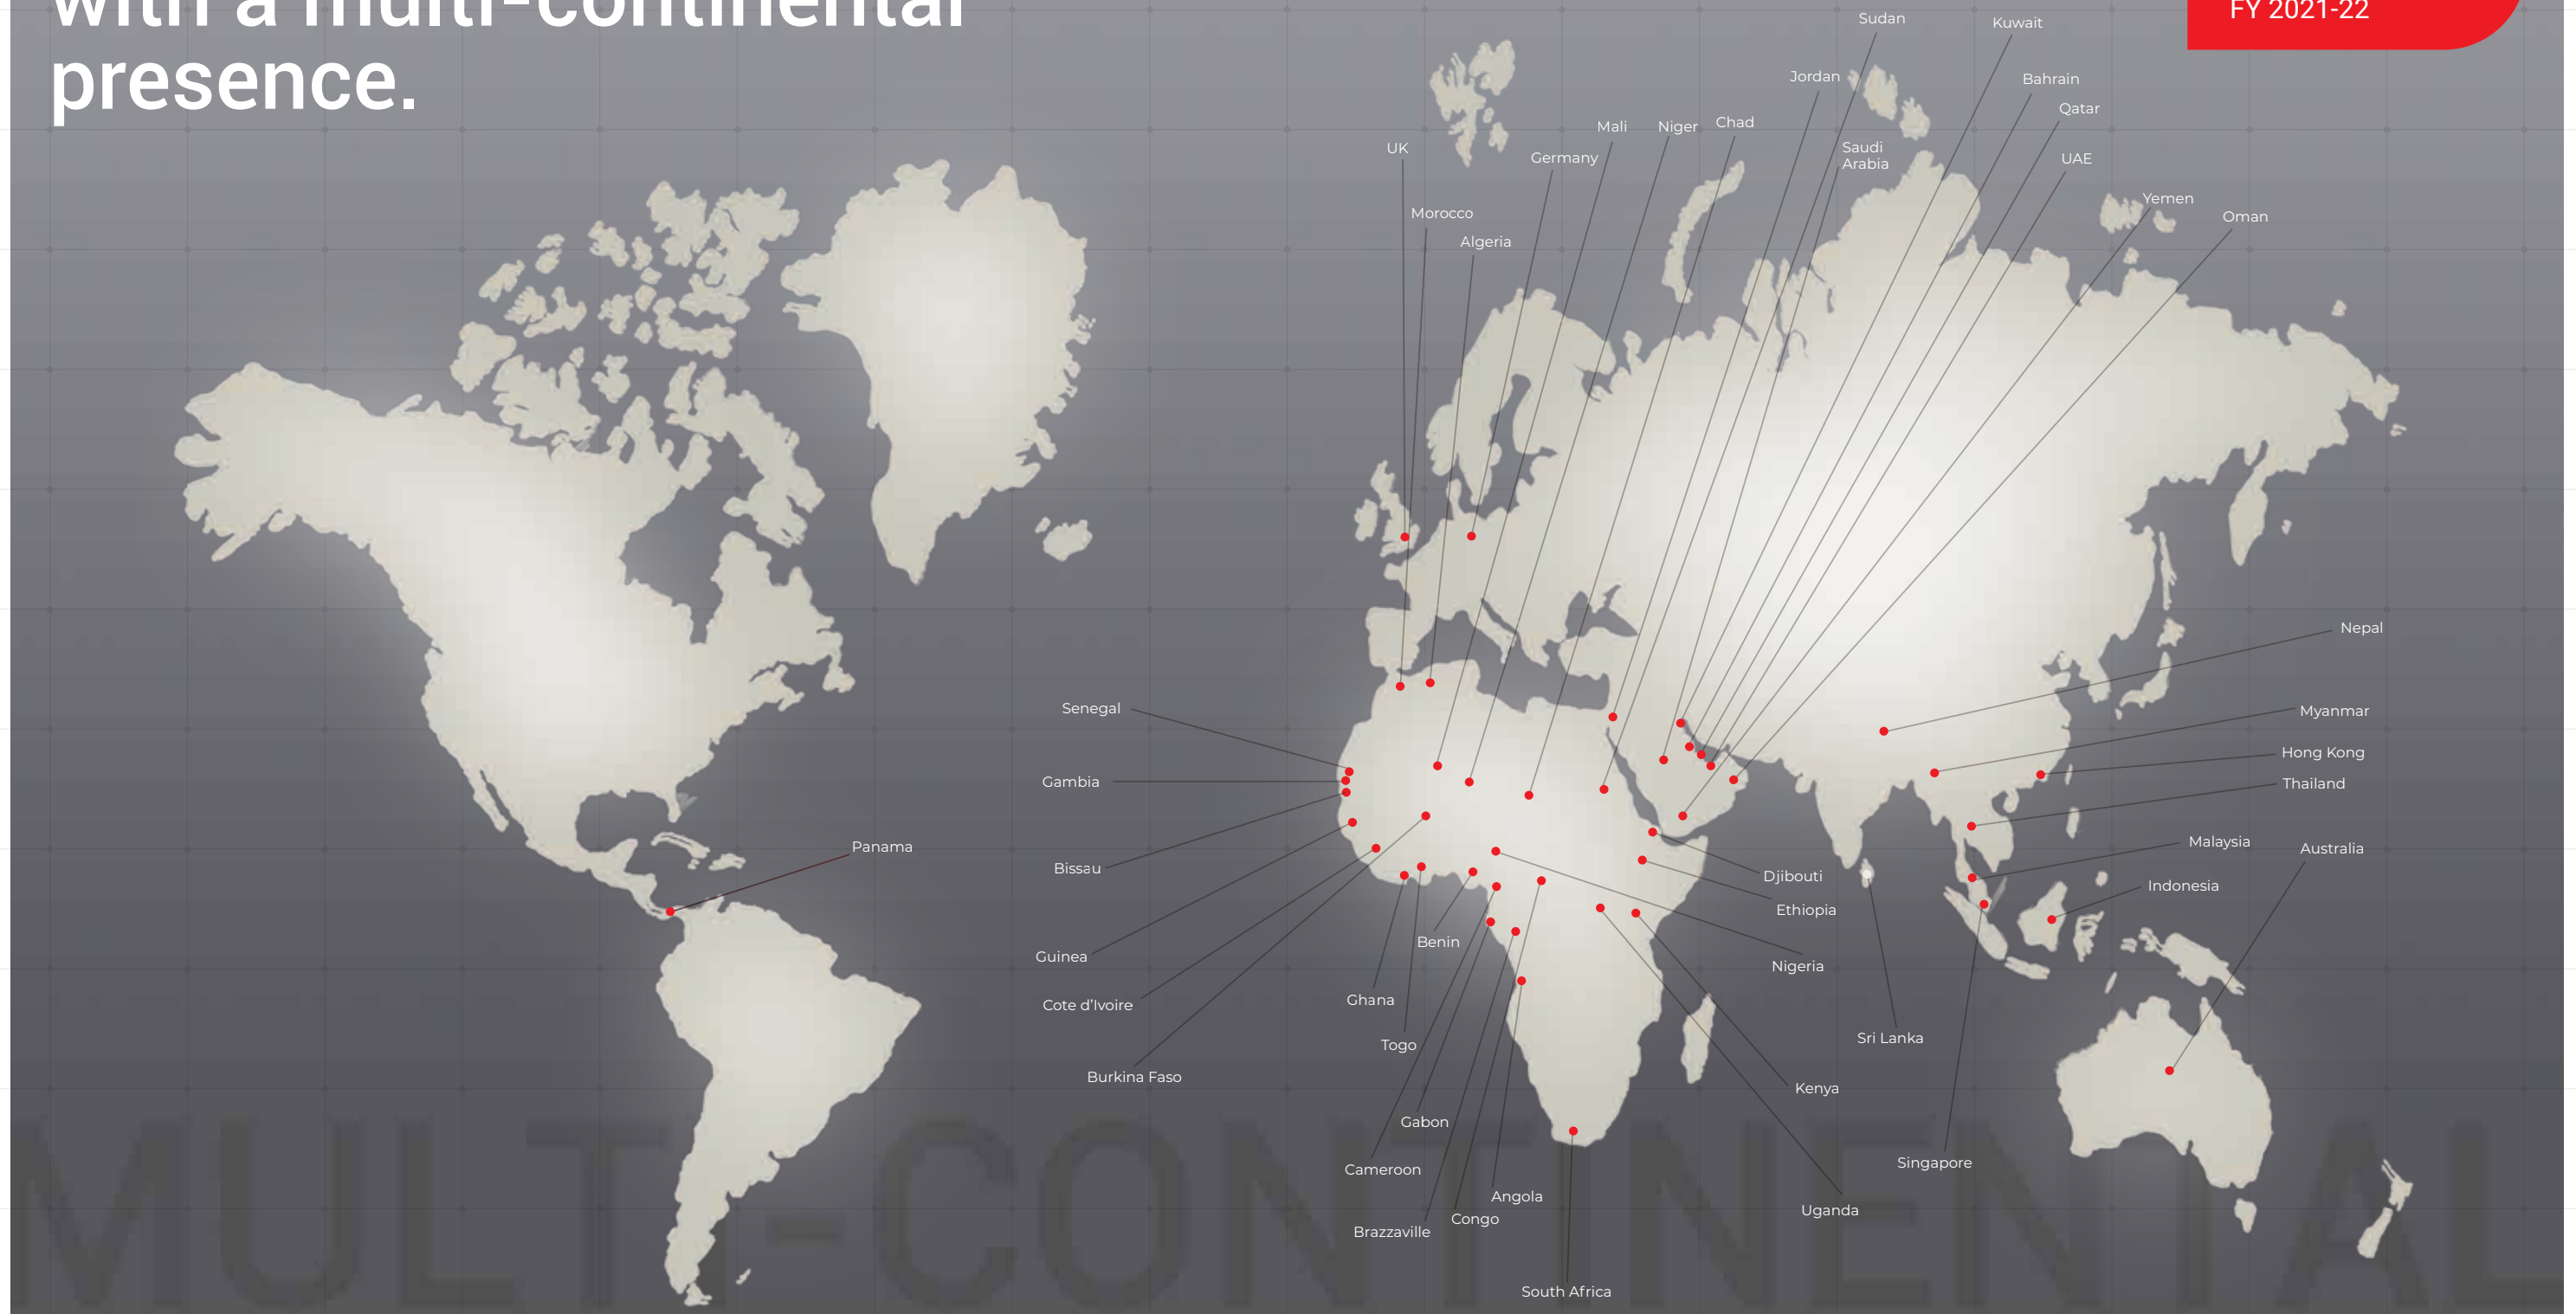 with a multi-continental
presence.
FY 2021-22
Sudan
Kuwait
Jordan
Bahrain
Qatar
Mali
Niger
Chad
UK
Germany
Saudi
Arabia
UAE
Yemen
Morocco
Oman
Algeria
Nepal
Senegal
Myanmar
Hong Kong
Gambia
Thailand
Panama
Malaysia
Australia
Bissau
Djibouti
Indonesia
Ethiopia
Benin
Guinea
Nigeria
Ghana
Cote d'Ivoire
Sri Lanka
Togo
Burkina Faso
Kenya
Gabon
Singapore
Cameroon
Angola
Uganda
Congo
Brazzaville
South Africa
MULTI-CONTINENTAL